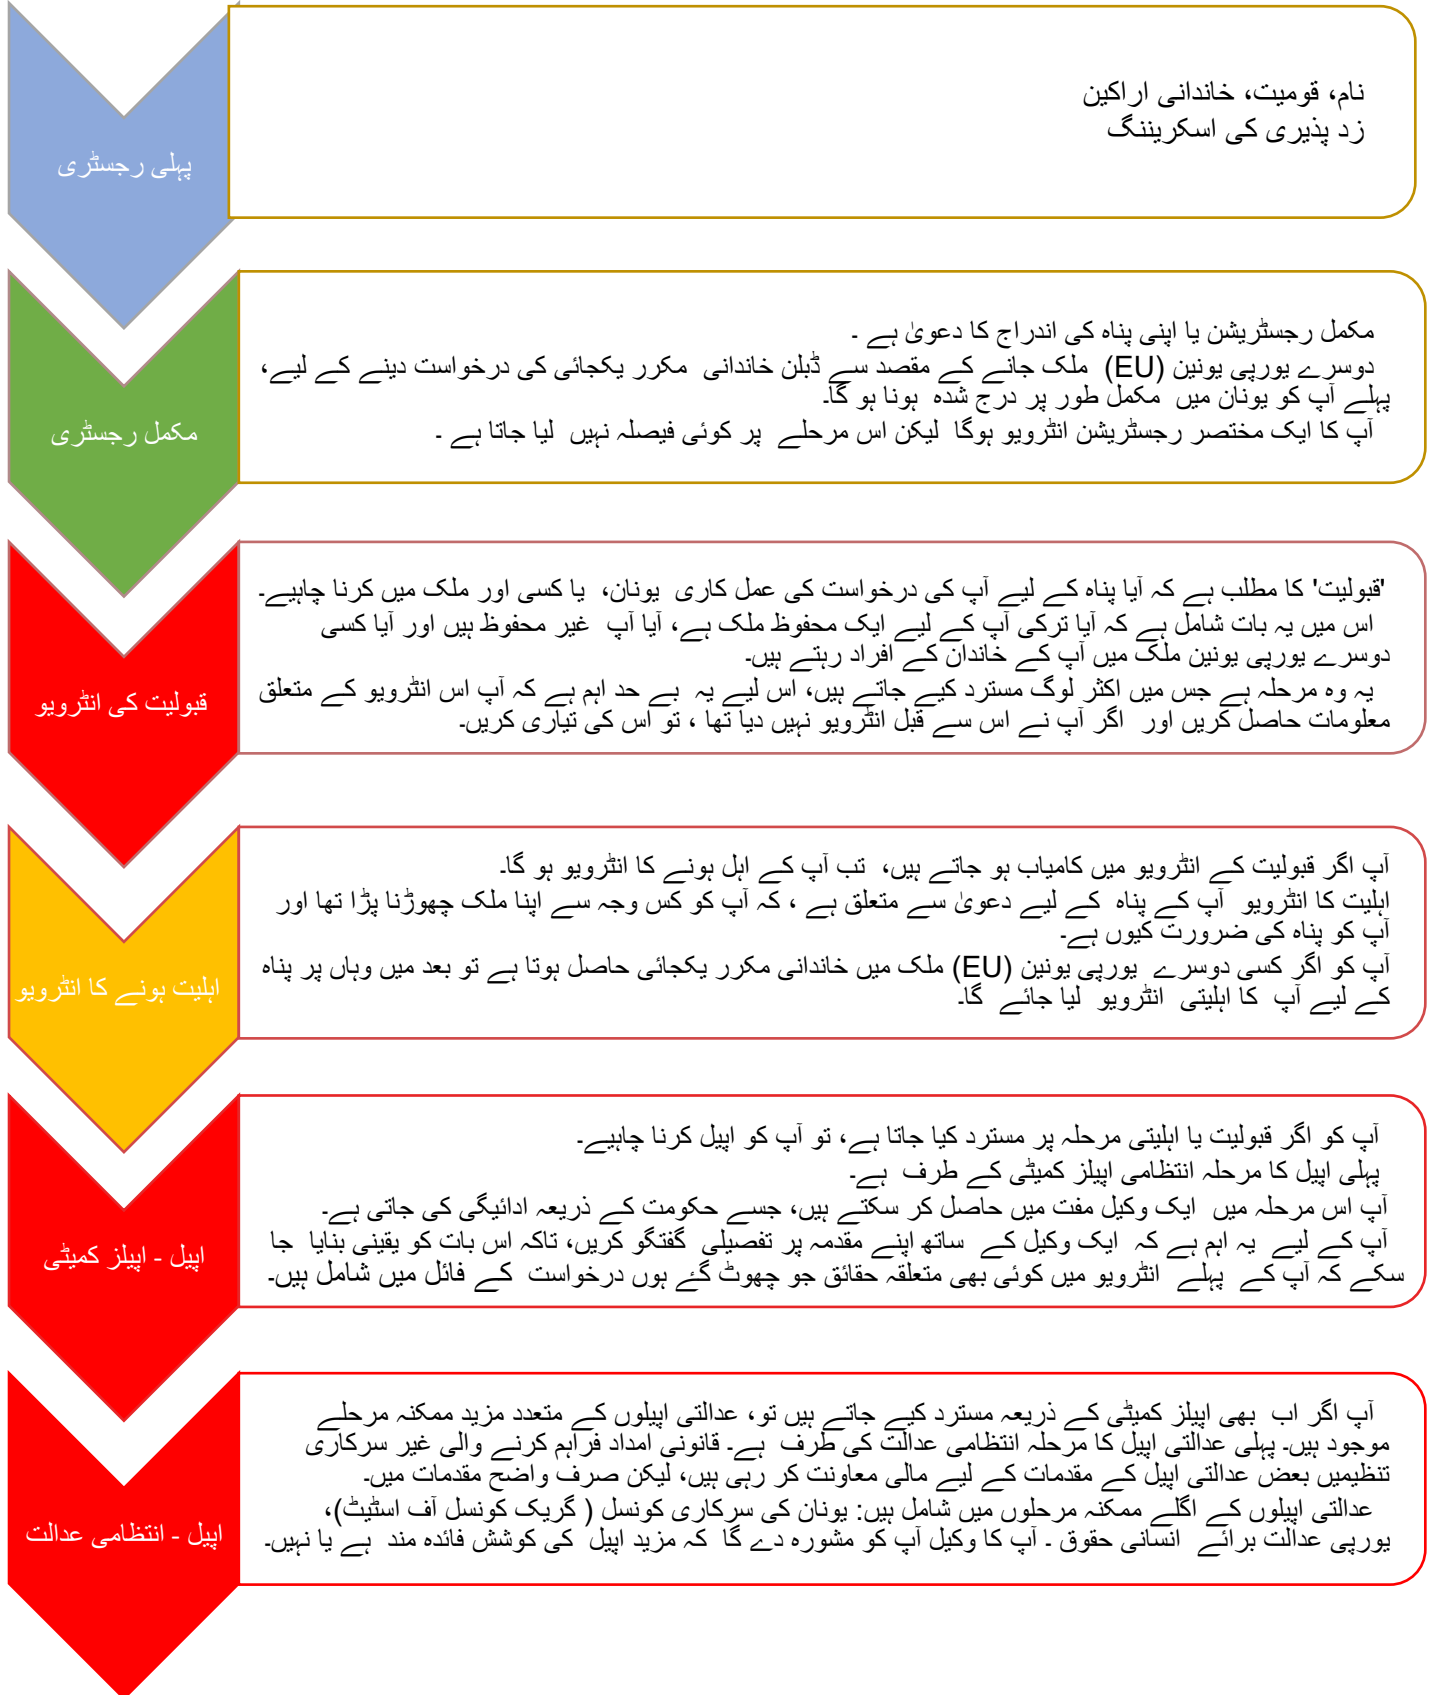 پہلی رجسٹری
نام، قومیت، خاندانی اراکین
زد پذیری کی اسکریننگ
مکمل رجسٹری
مکمل رجسٹریشن یا اپنی پناہ کی اندراج کا دعویٰ ہے ۔
دوسرے یورپی یونین (EU) ملک جانے کے مقصد سے ڈبلن خاندانی مکرر یکجائی کی درخواست دینے کے لیے،
پہلے آپ کو یونان میں مکمل طور پر درج شدہ ہونا ہو گا۔
آپ کا ایک مختصر رجسٹریشن انٹرویو ہوگا لیکن اس مرحلے پر کوئی فیصلہ نہیں لیا جاتا ہے ۔
قبولیت کی انٹرویو
'قبولیت' کا مطلب ہے کہ آیا پناہ کے لیے آپ کی درخواست کی عمل کاری یونان، یا کسی اور ملک میں کرنا چاہیے۔
اس میں یہ بات شامل ہے کہ آیا ترکی آپ کے لیے ایک محفوظ ملک ہے، آیا آپ غیر محفوظ ہیں اور آیا کسی
دوسرے یورپی یونین ملک میں آپ کے خاندان کے افراد رہتے ہیں۔
یہ وہ مرحلہ ہے جس میں اکثر لوگ مسترد کیے جاتے ہیں، اس لیے یہ بے حد اہم ہے کہ آپ اس انٹرویو کے متعلق
معلومات حاصل کریں اور اگر آپ نے اس سے قبل انٹرویو نہیں دیا تھا ، تو اس کی تیاری کریں۔
اہلیت ہونے کا انٹرویو
آپ اگر قبولیت کے انٹرویو میں کامیاب ہو جاتے ہیں، تب آپ کے اہل ہونے کا انٹرویو ہو گا۔
اہلیت کا انٹرویو آپ کے پناہ کے لیے دعویٰ سے متعلق ہے ، کہ آپ کو کس وجہ سے اپنا ملک چھوڑنا پڑا تھا اور
آپ کو پناہ کی ضرورت کیوں ہے۔
آپ کو اگر کسی دوسرے یورپی یونین (EU) ملک میں خاندانی مکرر یکجائی حاصل ہوتا ہے تو بعد میں وہاں پر پناہ
کے لیے آپ کا اہلیتی انٹرویو لیا جائے گا۔
اپیل - اپیلز کمیٹی
آپ کو اگر قبولیت یا اہلیتی مرحلہ پر مسترد کیا جاتا ہے، تو آپ کو اپیل کرنا چاہیے۔
پہلی اپیل کا مرحلہ انتظامی اپیلز کمیٹی کے طرف ہے۔
آپ اس مرحلہ میں ایک وکیل مفت میں حاصل کر سکتے ہیں، جسے حکومت کے ذریعہ ادائیگی کی جاتی ہے۔
آپ کے لیے یہ اہم ہے کہ ایک وکیل کے ساتھ اپنے مقدمہ پر تفصیلی گفتگو کریں، تاکہ اس بات کو یقینی بنایا جا
سکے کہ آپ کے پہلے انٹرویو میں کوئی بھی متعلقہ حقائق جو چھوٹ گئے ہوں درخواست کے فائل میں شامل ہیں۔
اپیل - انتظامی عدالت
آپ اگر اب بھی اپیلز کمیٹی کے ذریعہ مسترد کیے جاتے ہیں تو، عدالتی اپیلوں کے متعدد مزید ممکنہ مرحلے
موجود ہیں۔ پہلی عدالتی اپیل کا مرحلہ انتظامی عدالت کی طرف ہے۔ قانونی امداد فراہم کرنے والی غیر سرکاری
تنظیمیں بعض عدالتی اپیل کے مقدمات کے لیے مالی معاونت کر رہی ہیں، لیکن صرف واضح مقدمات میں۔
عدالتی اپیلوں کے اگلے ممکنہ مرحلوں میں شامل ہیں: یونان کی سرکاری کونسل ( گریک کونسل آف اسٹیٹ)،
یورپی عدالت برائے انسانی حقوق ۔ آپ کا وکیل آپ کو مشورہ دے گا کہ مزید اپیل کی کوشش فائدہ مند ہے یا نہیں۔